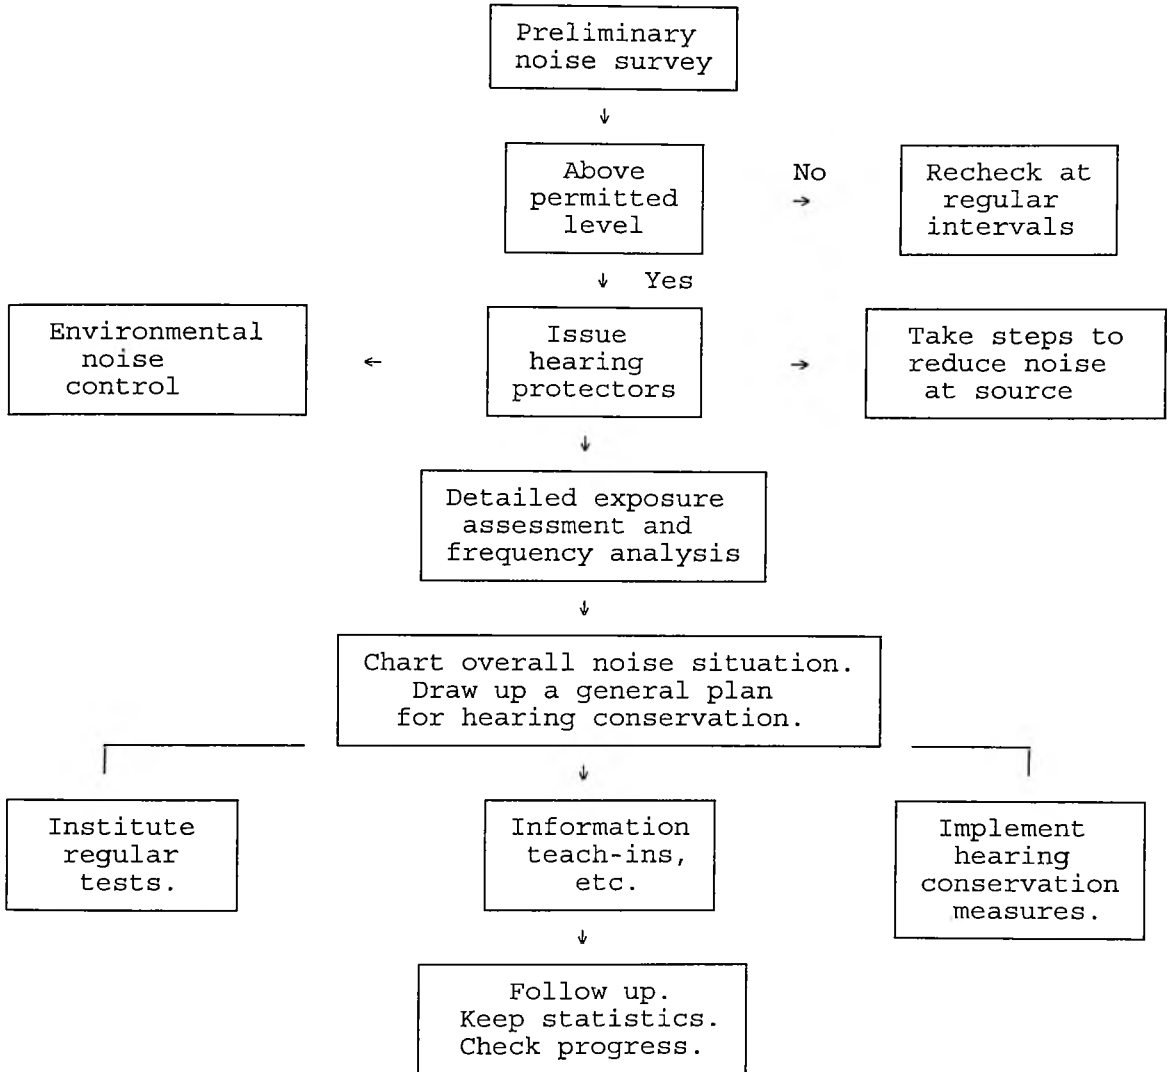 Preliminary
noise survey
↓
Above
permitted
level
No
→
Recheck at
regular
intervals
↓ Yes
Environmental
noise
control
←
Issue
hearing
protectors
→
Take steps to
reduce noise
at source
↓
Detailed exposure
assessment and
frequency analysis
↓
Chart overall noise situation.
Draw up a general plan
for hearing conservation.
↓
Institute
regular
tests.
Information
teach-ins,
etc.
Implement
hearing
conservation
measures.
↓
Follow up.
Keep statistics.
Check progress.